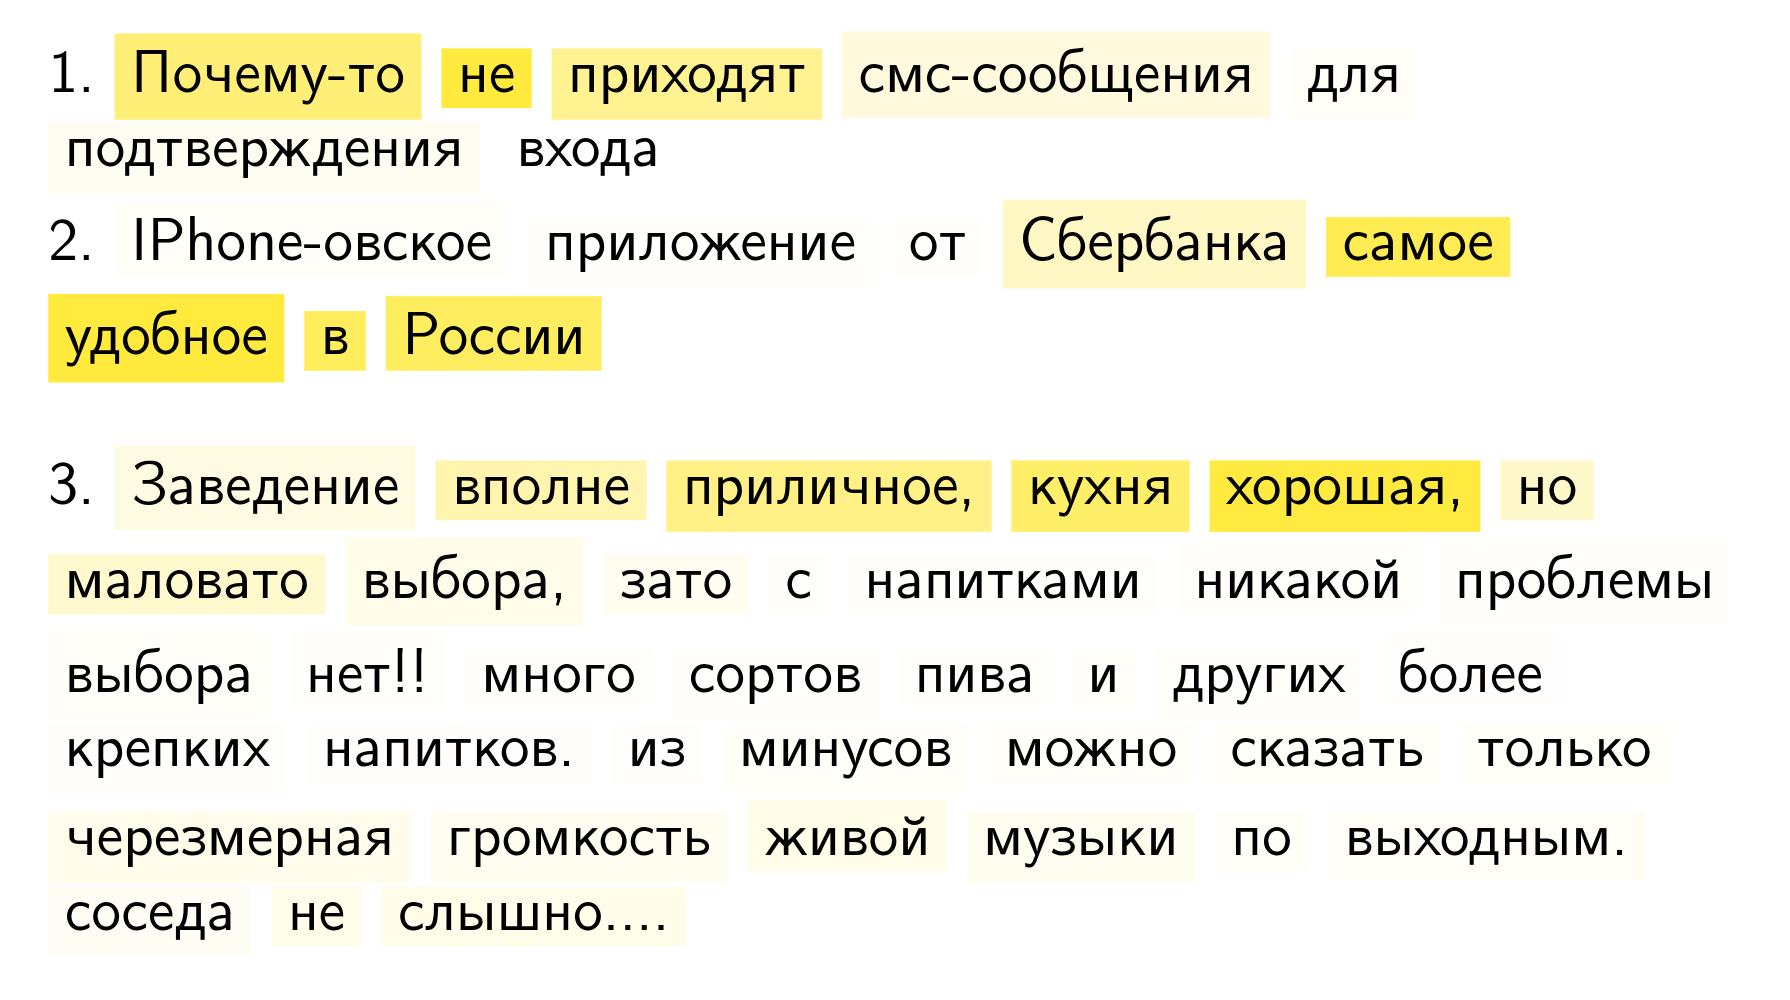 1. Почему-то не приходят смс-сообщения для
подтверждения входа
2. IPhone-овское приложение от Сбербанка самое
удобное в России
3. Заведение вполне приличное, кухня хорошая, но
маловато выбора, зато с напитками никакой проблемы
выбора нет!! много сортов пива и других более
крепких напитков. из минусов можно сказать только
черезмерная громкость живой музыки по выходным.
соседа не слышно....